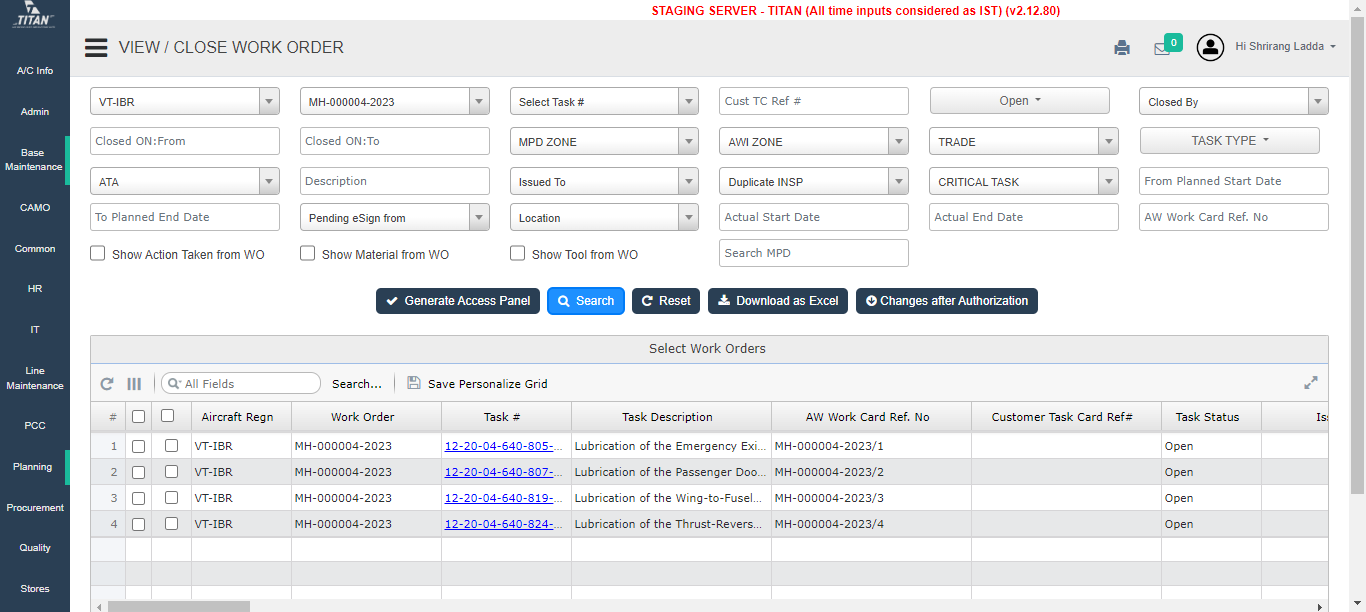 STAGING SERVER - TITAN (All time inputs considered as IST) (v2.12.80)
TITAN
VIEW / CLOSE WORK ORDER
0
Hi Shrirang Ladda
A/C Info
Admin
Base
Maintenance
CAMO
Common
HR
IT
Line
Maintenance
PCC
Planning
Procurement
Quality
Stores
VT-IBR MH-000004-2023 Select Task # Cust TC Ref # Open Closed By
Closed ON:From Closed ON:To MPD ZONE AWI ZONE TRADE TASK TYPE
ATA Description Issued To Duplicate INSP CRITICAL TASK From Planned Start Date
To Planned End Date Pending eSign from Location Actual Start Date Actual End Date AW Work Card Ref. No
Show Action Taken from WO Show Material from WO Show Tool from WO Search MPD
Generate Access Panel Search Reset Download as Excel Changes after Authorization
Select Work Orders
All Fields Search... Save Personalize Grid
# Aircraft Regn Work Order Task # Task Description AW Work Card Ref. No Customer Task Card Ref# Task Status Is
1 VT-IBR MH-000004-2023 12-20-04-640-805-... Lubrication of the Emergency Exi... MH-000004-2023/1 Open
2 VT-IBR MH-000004-2023 12-20-04-640-807-... Lubrication of the Passenger Doo... MH-000004-2023/2 Open
3 VT-IBR MH-000004-2023 12-20-04-640-819-... Lubrication of the Wing-to-Fusel... MH-000004-2023/3 Open
4 VT-IBR MH-000004-2023 12-20-04-640-824-... Lubrication of the Thrust-Revers... MH-000004-2023/4 Open